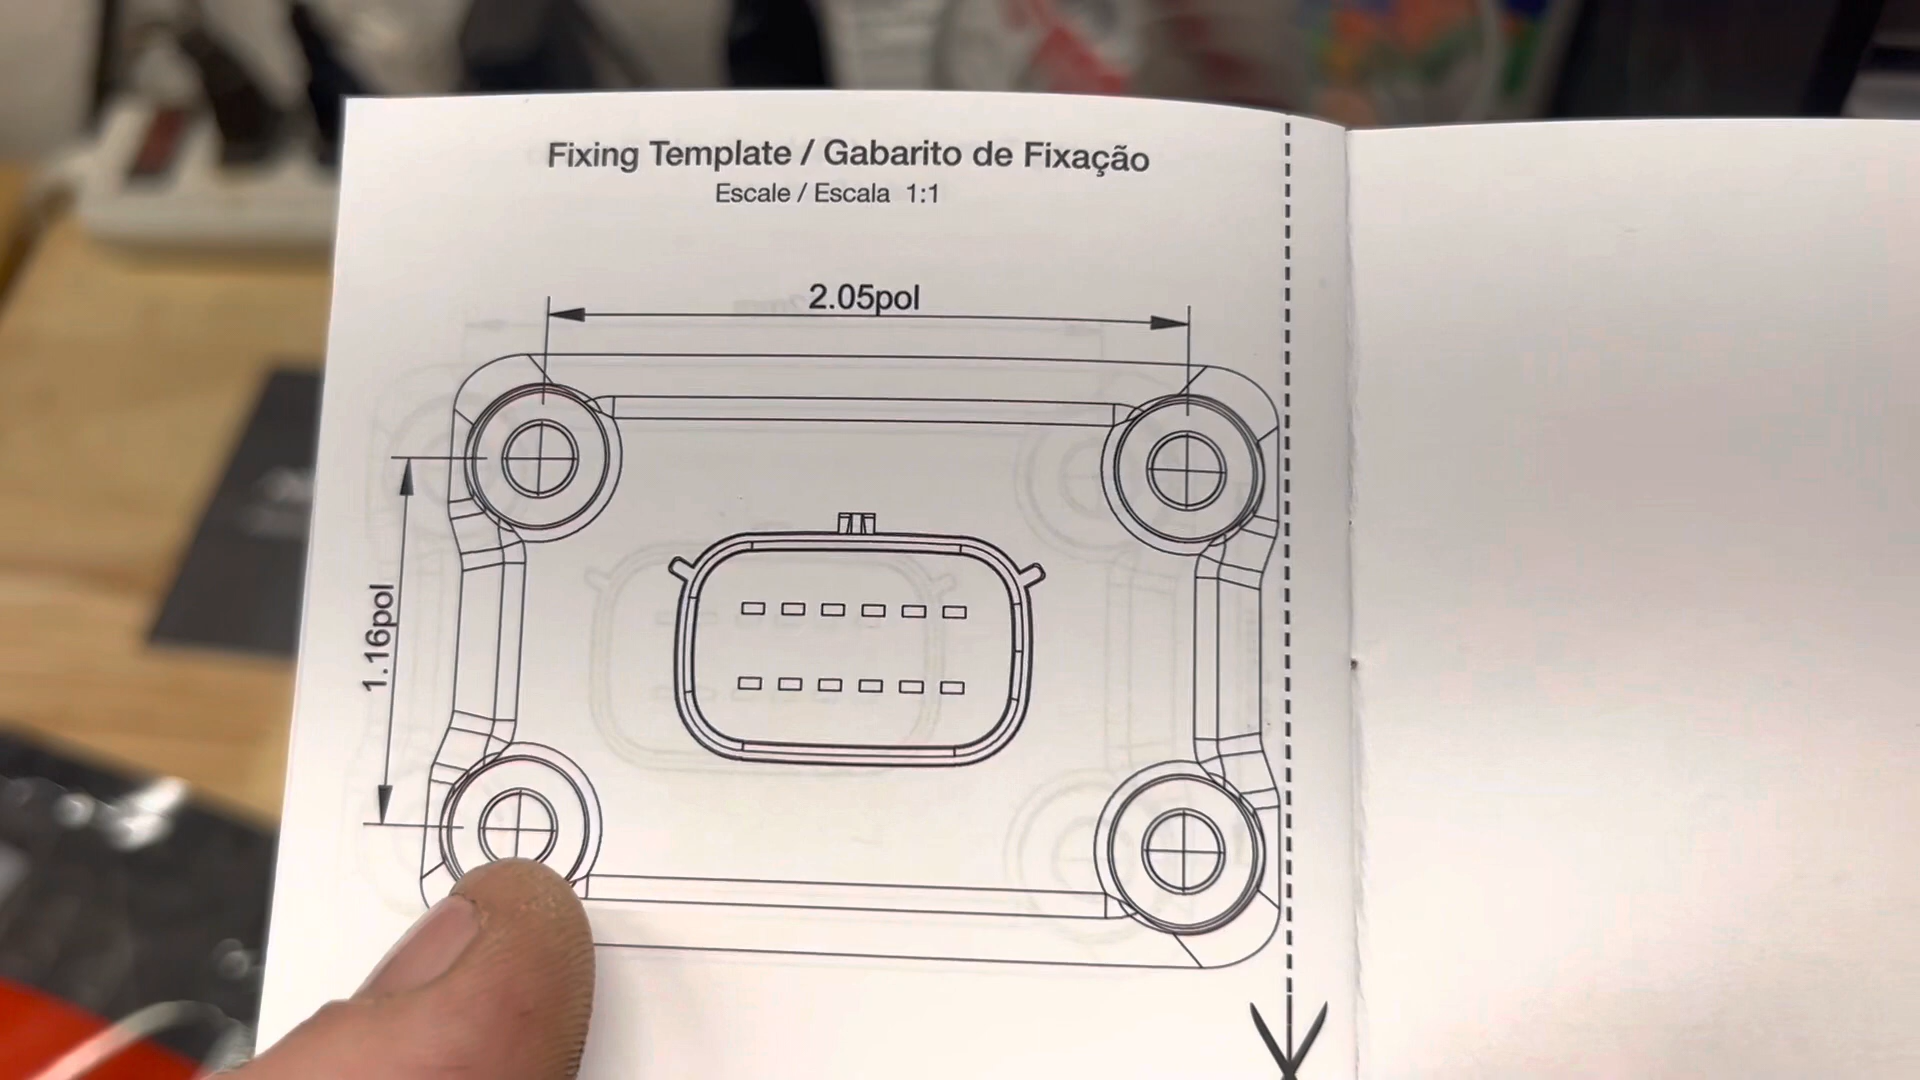 Fixing Template / Gabarito de Fixação
Escale / Escala 1:1
2.05pol
1.16pol